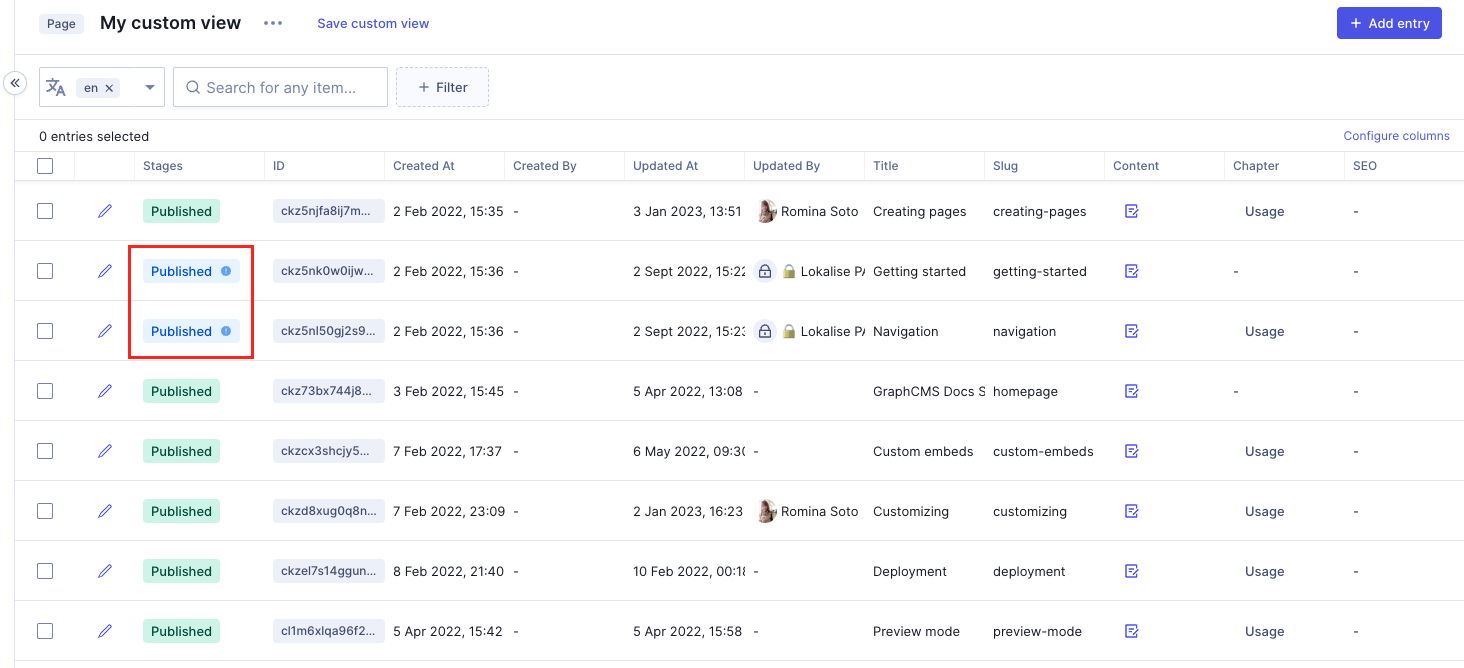 Page My custom view Save custom view + Add entry
en Search for any item... + Filter
0 entries selected Configure columns
Stages ID Created At Created By Updated At Updated By Title Slug Content Chapter SEO
Published ckz5njfa8ij7m... 2 Feb 2022, 15:35 - 3 Jan 2023, 13:51 Romina Soto Creating pages creating-pages Usage -
Published ckz5nk0w0ijw... 2 Feb 2022, 15:36 - 2 Sept 2022, 15:22 Lokalise PA Getting started getting-started - -
Published ckz5nl50gj2s9... 2 Feb 2022, 15:36 - 2 Sept 2022, 15:23 Lokalise PA Navigation navigation Usage -
Published ckz73bx744j8... 3 Feb 2022, 15:45 - 5 Apr 2022, 13:08 - GraphCMS Docs S homepage - -
Published ckzcx3shcjy5... 7 Feb 2022, 17:37 - 6 May 2022, 09:30 - Custom embeds custom-embeds Usage -
Published ckzd8xug0q8n... 7 Feb 2022, 23:09 - 2 Jan 2023, 16:23 Romina Soto Customizing customizing Usage -
Published ckzel7s14ggun... 8 Feb 2022, 21:40 - 10 Feb 2022, 00:18 - Deployment deployment Usage -
Published cl1m6xlqa96f2... 5 Apr 2022, 15:42 - 5 Apr 2022, 15:58 - Preview mode preview-mode Usage -